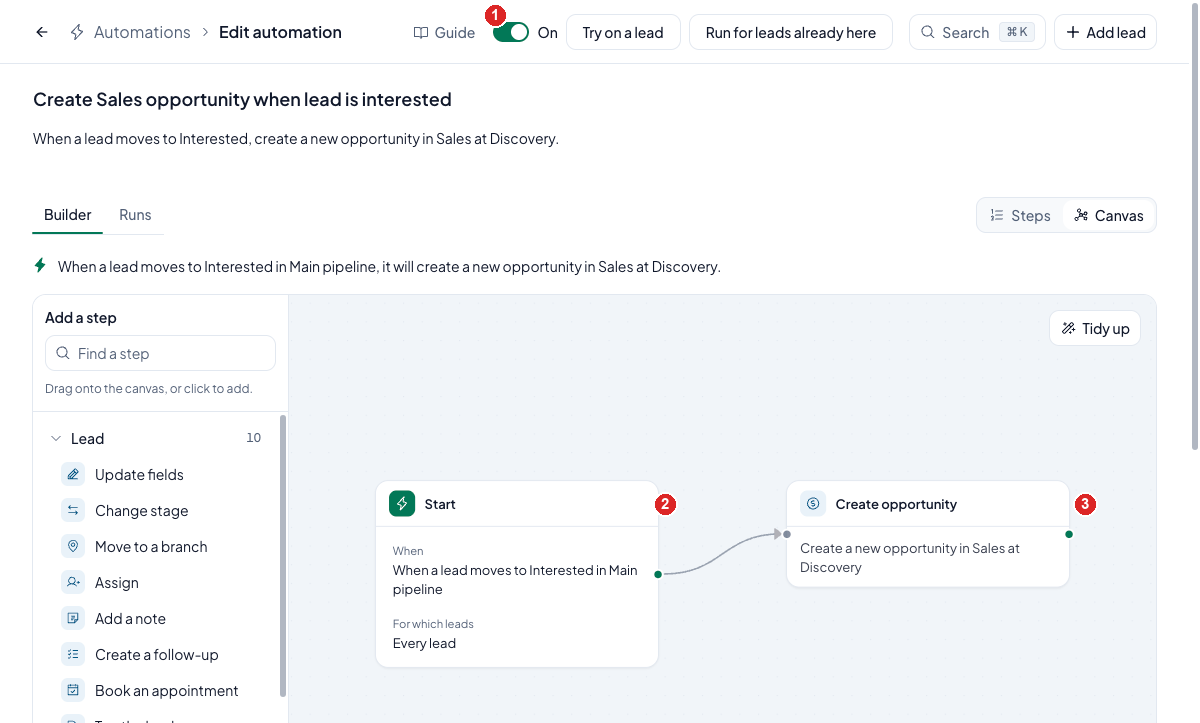 Automations > Edit automation
Guide
1
On
Try on a lead
Run for leads already here
Search
⌘ K
+ Add lead
Create Sales opportunity when lead is interested
When a lead moves to Interested, create a new opportunity in Sales at Discovery.
Builder
Runs
Steps
Canvas
When a lead moves to Interested in Main pipeline, it will create a new opportunity in Sales at Discovery.
Add a step
Find a step
Drag onto the canvas, or click to add.
Tidy up
Lead 10
Update fields
Change stage
Move to a branch
Assign
Add a note
Create a follow-up
Book an appointment
Start
2
When
When a lead moves to Interested in Main
pipeline
For which leads
Every lead
Create opportunity
3
Create a new opportunity in Sales at
Discovery